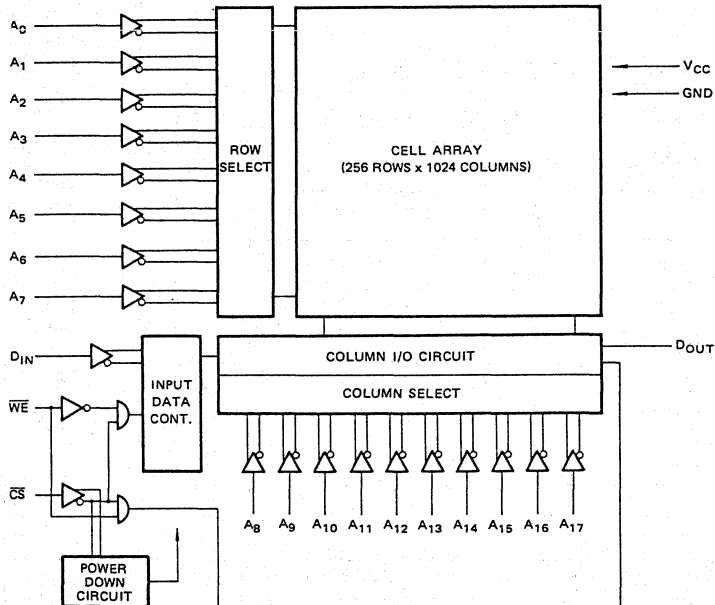 A0
A1
A2
A3
A4
A5
A6
A7
ROW
SELECT
CELL ARRAY
(256 ROWS x 1024 COLUMNS)
VCC
GND
DIN
WE
CS
INPUT
DATA
CONT.
COLUMN I/O CIRCUIT
COLUMN SELECT
DOUT
A8 A9 A10 A11 A12 A13 A14 A15 A16 A17
POWER
DOWN
CIRCUIT